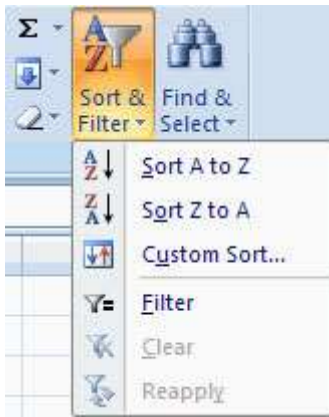 Σ
Sort & Find &
Filter Select
Sort A to Z
Sort Z to A
Custom Sort...
Filter
Clear
Reapply